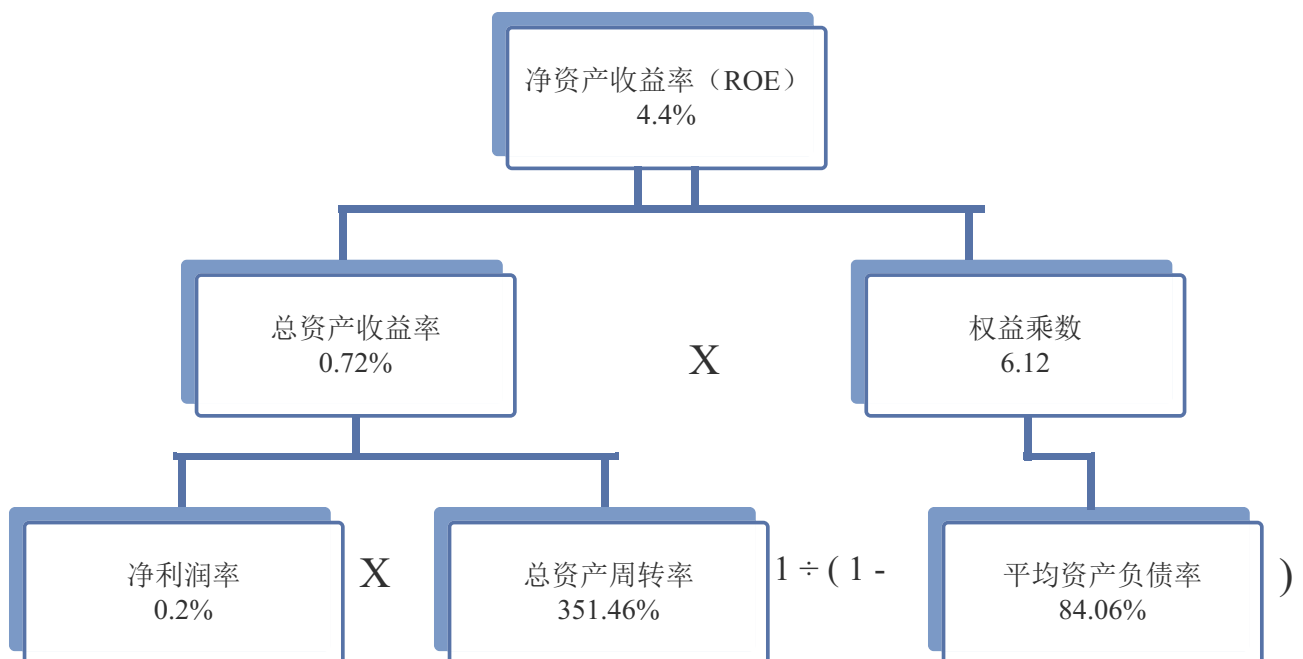 净资产收益率（ROE）
4.4%
总资产收益率
0.72%
X
权益乘数
6.12
净利润率
0.2%
X
总资产周转率
351.46%
1 ÷ ( 1 -
平均资产负债率
84.06%
)